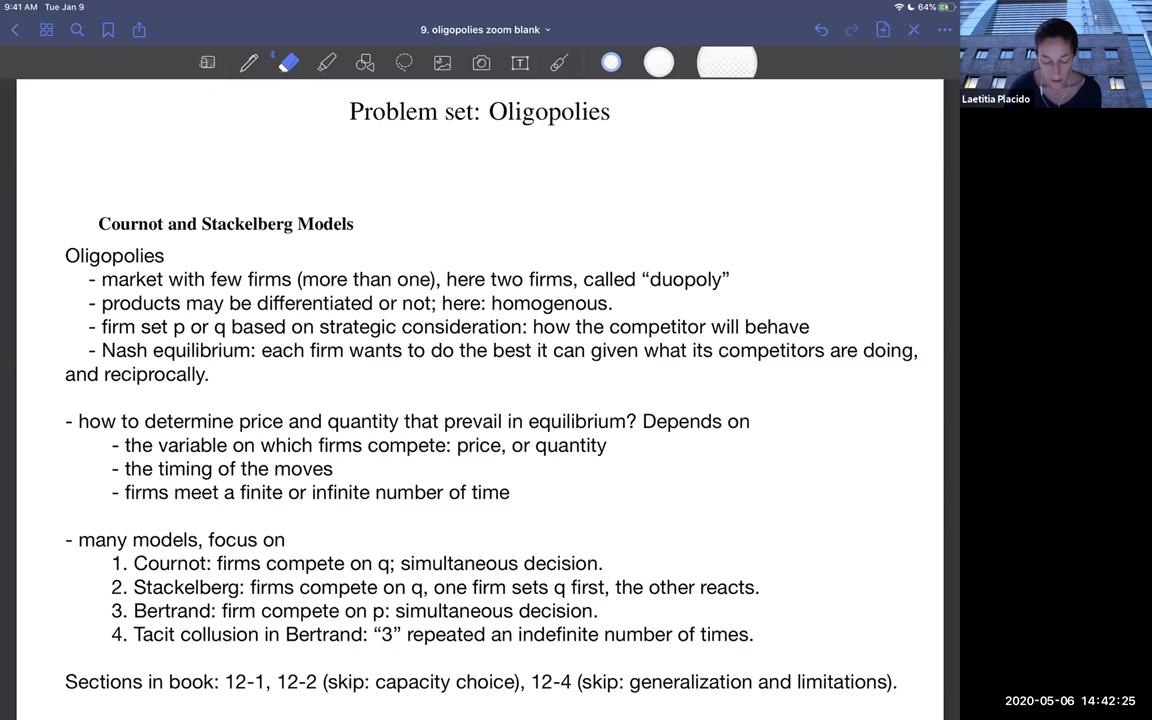 9:41 AM Tue Jan 9
64%
9. oligopolies zoom blank
Laetitia Placido
Problem set: Oligopolies
Cournot and Stackelberg Models
Oligopolies
- market with few firms (more than one), here two firms, called “duopoly”
- products may be differentiated or not; here: homogenous.
- firm set p or q based on strategic consideration: how the competitor will behave
- Nash equilibrium: each firm wants to do the best it can given what its competitors are doing,
and reciprocally.
- how to determine price and quantity that prevail in equilibrium? Depends on
- the variable on which firms compete: price, or quantity
- the timing of the moves
- firms meet a finite or infinite number of time
- many models, focus on
1. Cournot: firms compete on q; simultaneous decision.
2. Stackelberg: firms compete on q, one firm sets q first, the other reacts.
3. Bertrand: firm compete on p: simultaneous decision.
4. Tacit collusion in Bertrand: “3” repeated an indefinite number of times.
Sections in book: 12-1, 12-2 (skip: capacity choice), 12-4 (skip: generalization and limitations).
2020-05-06 14:42:25